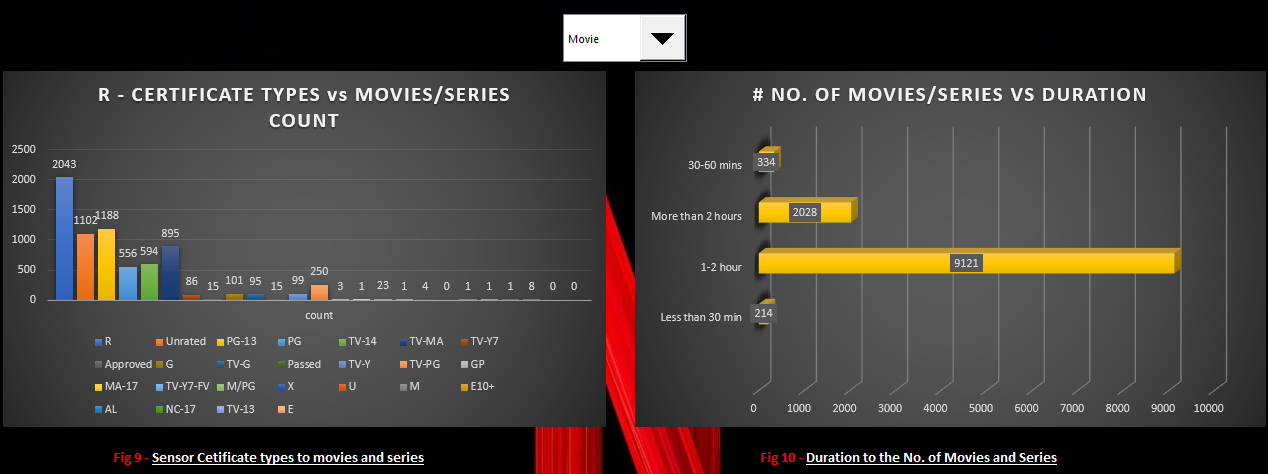 Movie
R - CERTIFICATE TYPES vs MOVIES/SERIES
COUNT
2500
2000
1500
1000
500
0
2043
1102
1188
556
594
895
86
15
101
95
15
99
250
3
1
23
1
4
0
1
1
1
8
0
0
count
R Unrated PG-13 PG TV-14 TV-MA TV-Y7
Approved G TV-G Passed TV-Y TV-PG GP
MA-17 TV-Y7-FV M/PG X U M E10+
AL NC-17 TV-13 E
Fig 9 - Sensor Cetificate types to movies and series
# NO. OF MOVIES/SERIES VS DURATION
30-60 mins 334
More than 2 hours 2028
1-2 hour 9121
Less than 30 min 214
0 1000 2000 3000 4000 5000 6000 7000 8000 9000 10000
Fig 10 - Duration to the No. of Movies and Series